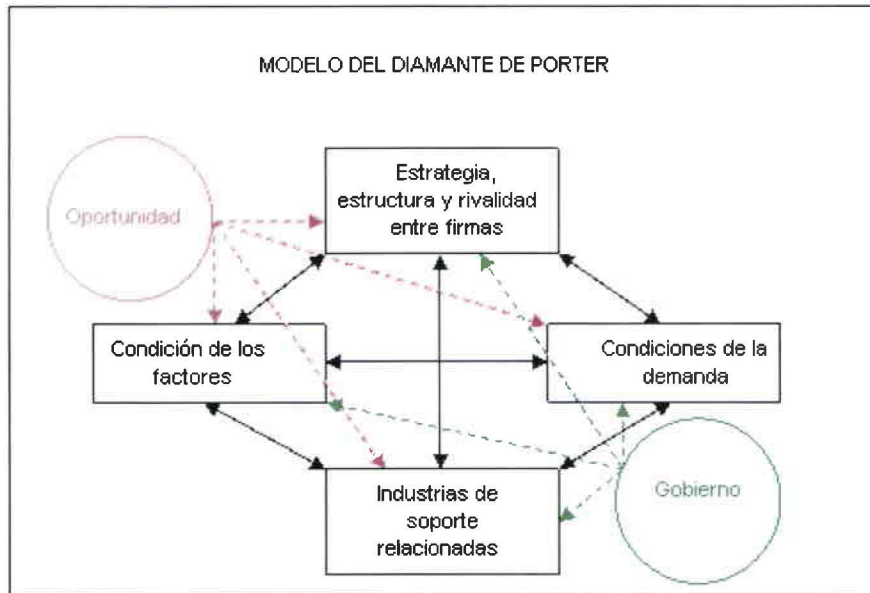 MODELO DEL DIAMANTE DE PORTER
Estrategia,
estructura y rivalidad
entre firmas
Oportunidad
Condición de los
factores
Condiciones de la
demanda
Industrias de
soporte
relacionadas
Gobierno